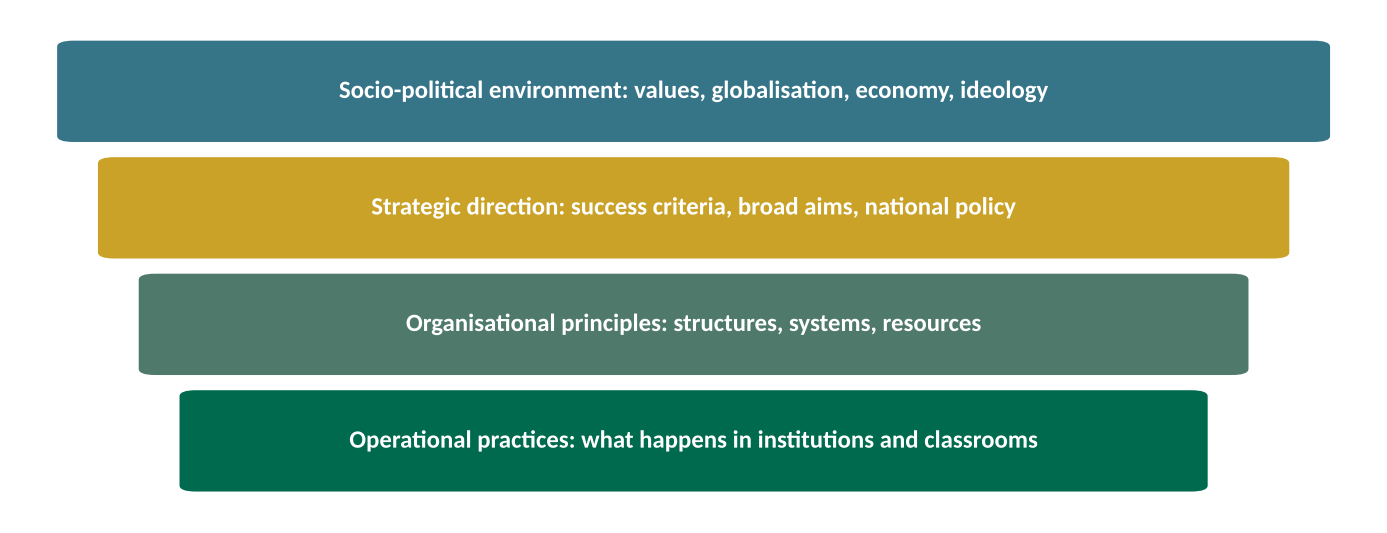 Socio-political environment: values, globalisation, economy, ideology
Strategic direction: success criteria, broad aims, national policy
Organisational principles: structures, systems, resources
Operational practices: what happens in institutions and classrooms